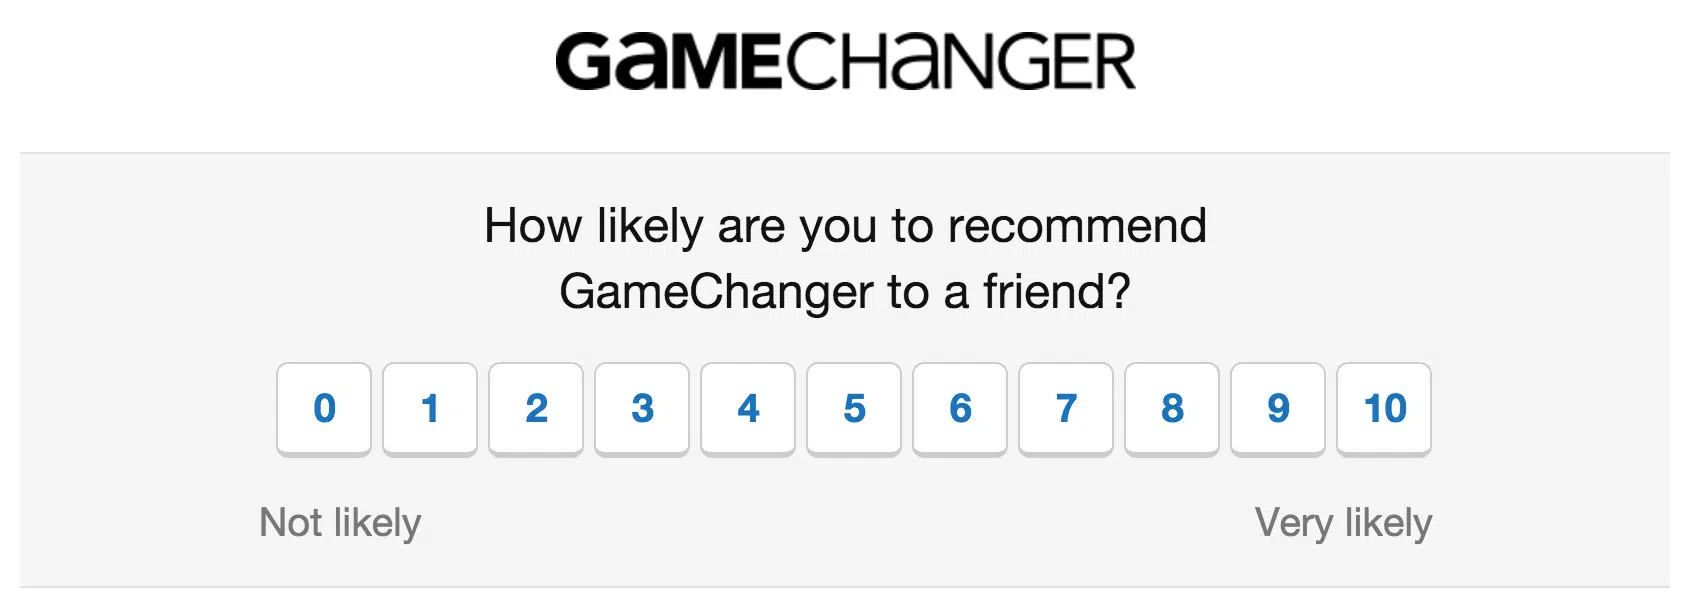 GaMECHaNGER
How likely are you to recommend
GameChanger to a friend?
0 1 2 3 4 5 6 7 8 9 10
Not likely Very likely